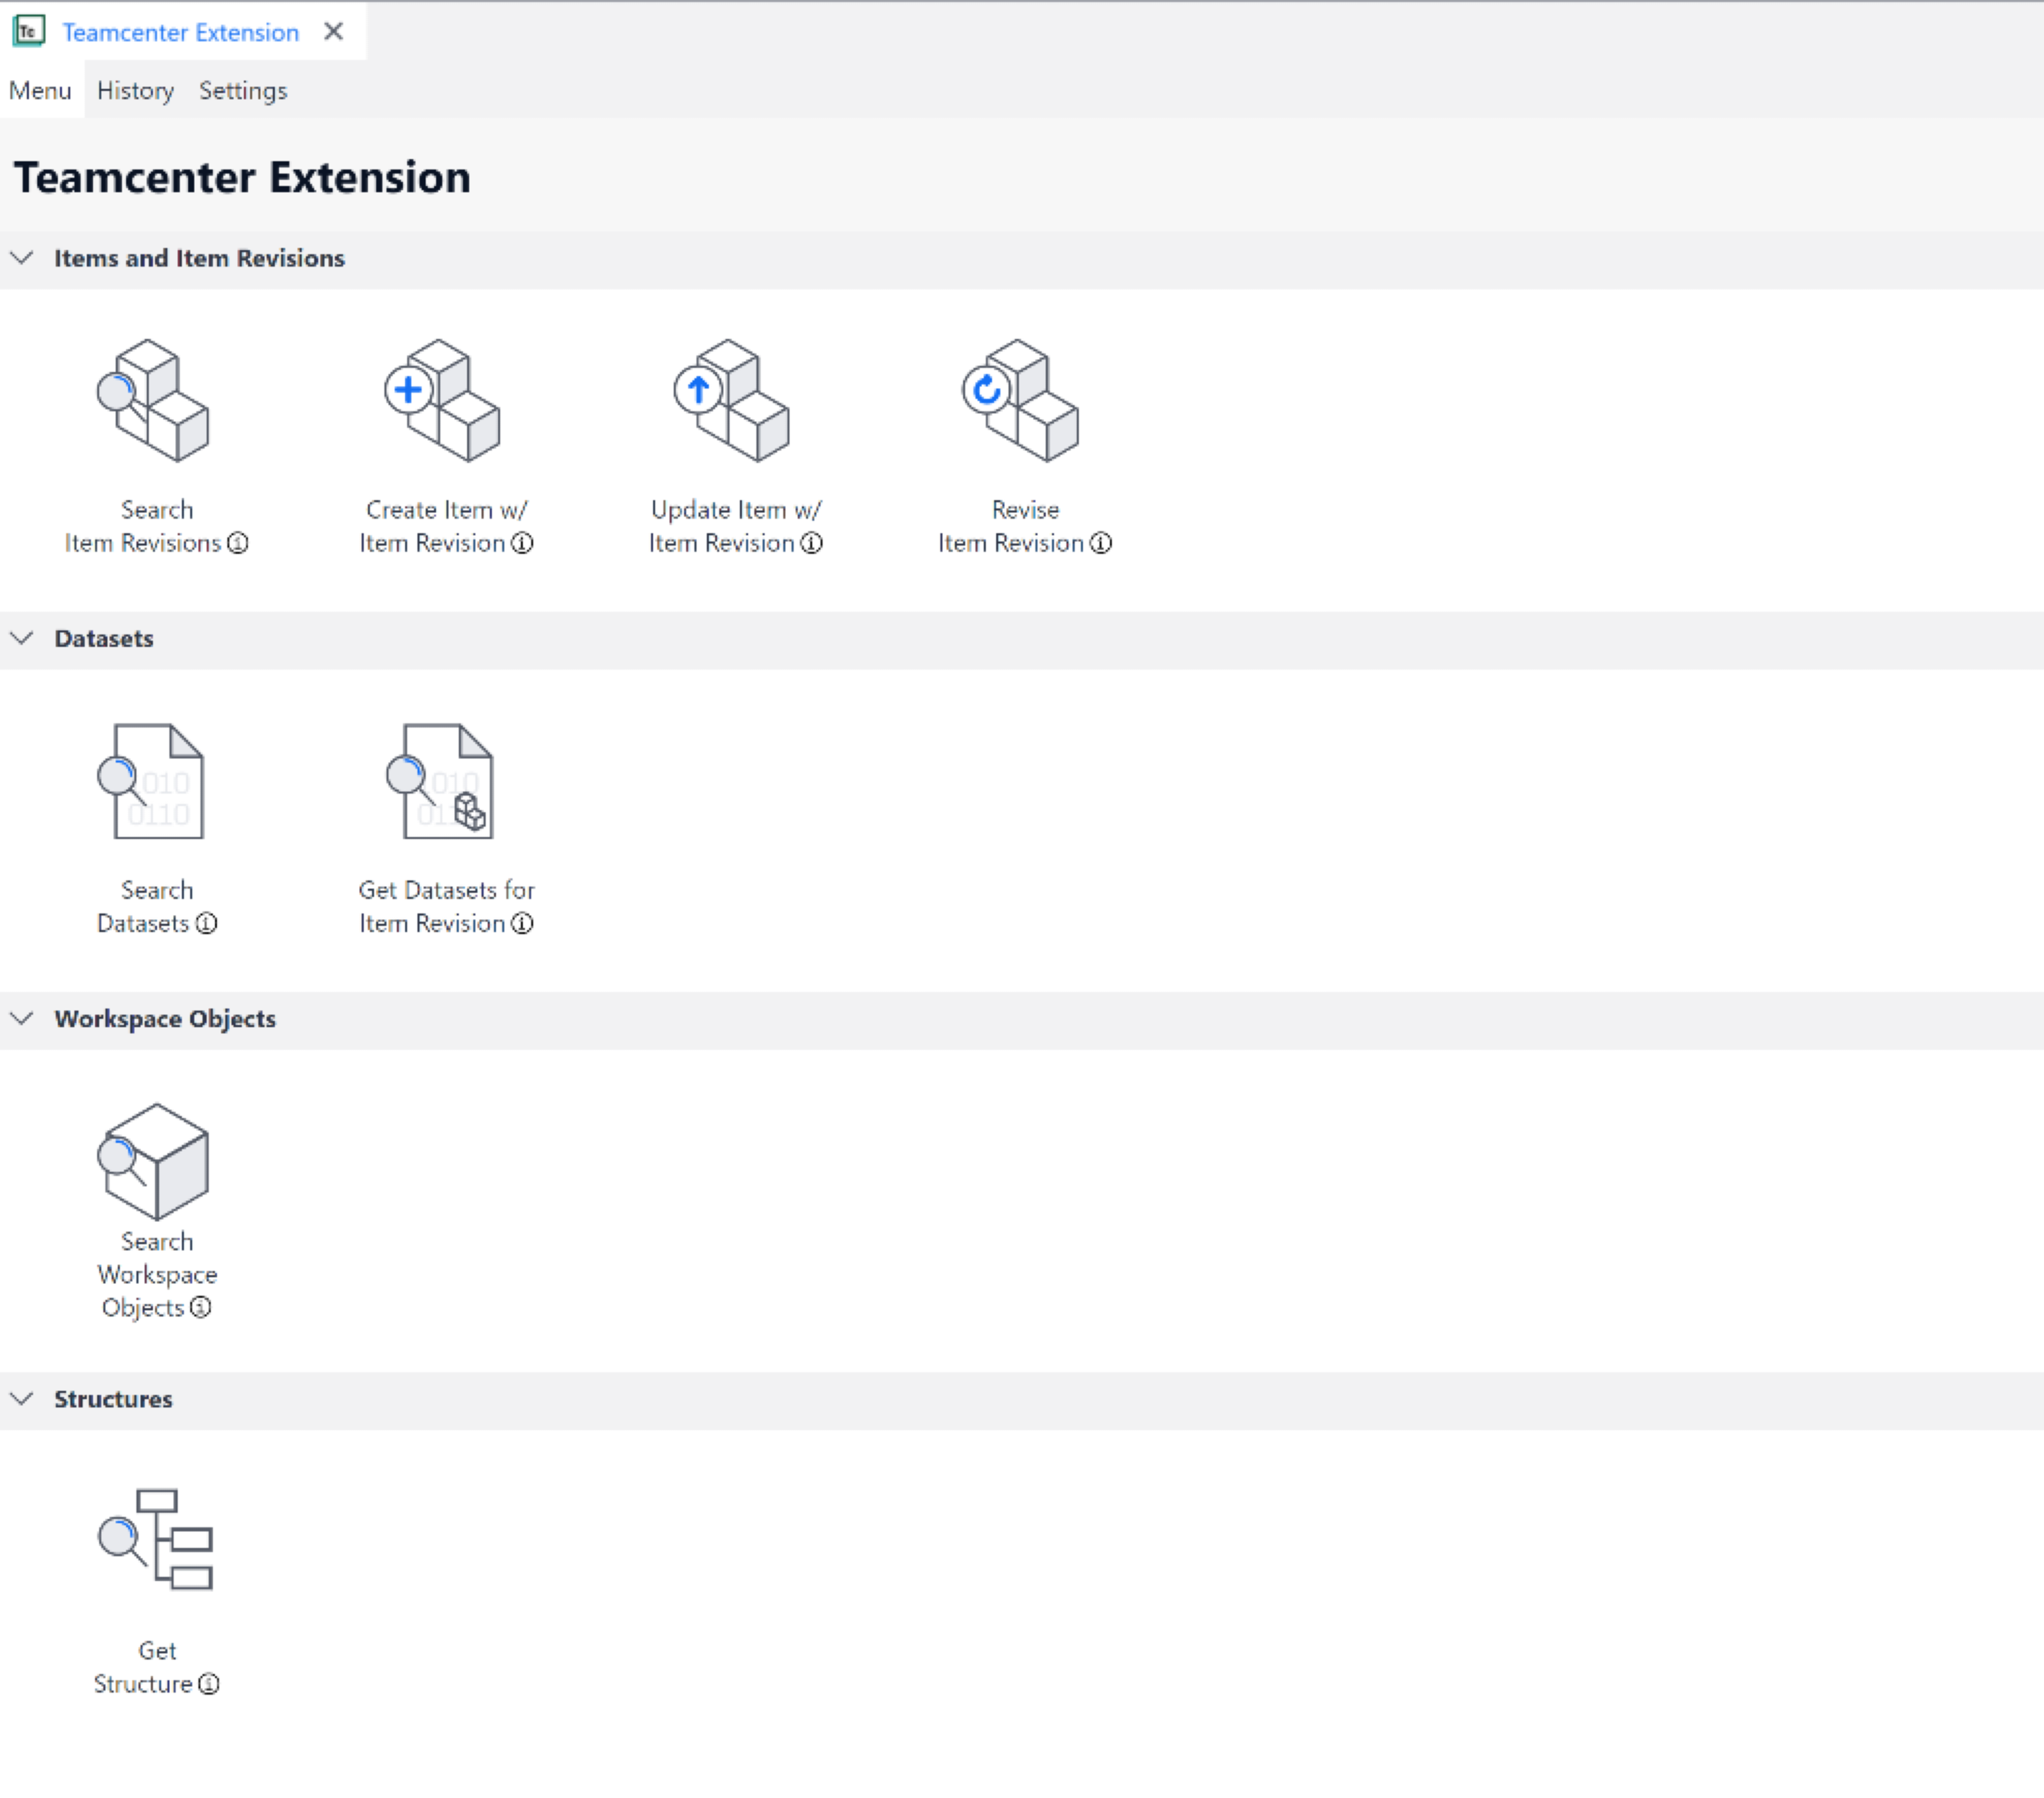 Tc Teamcenter Extension
Menu History Settings
Teamcenter Extension
Items and Item Revisions
Search
Item Revisions
Create Item w/
Item Revision
Update Item w/
Item Revision
Revise
Item Revision
Datasets
010
0110
010
01
Search
Datasets
Get Datasets for
Item Revision
Workspace Objects
Search
Workspace
Objects
Structures
Get
Structure